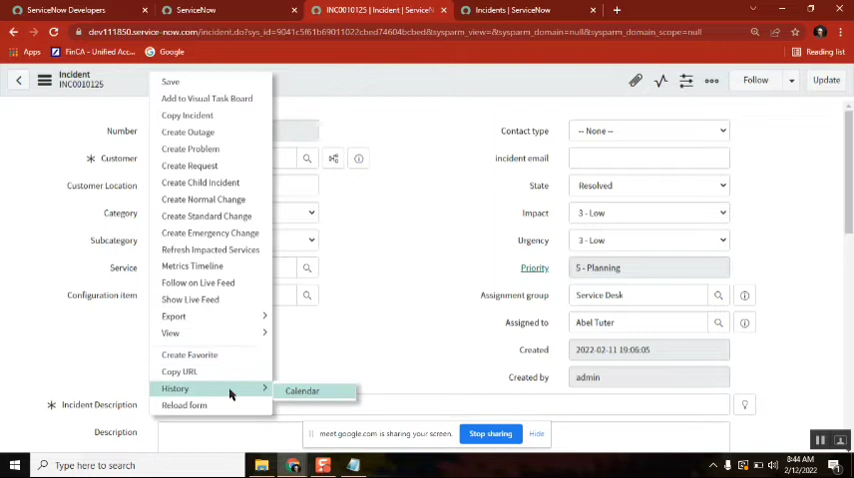 ServiceNow Developers
ServiceNow
INC0010125 | Incident | ServiceN
Incidents | ServiceNow
dev111850.service-now.com/incident.do?sys_id=9041c5f61b69011022cbed74604bcbed&sysparm_view=&sysparm_domain=null&sysparm_domain_scope=null
Apps
FinCA - Unified Acc...
Google
Reading list
Incident
INC0010125
Follow
Update
Save
Add to Visual Task Board
Copy Incident
Create Outage
Create Problem
Create Request
Create Child Incident
Create Normal Change
Create Standard Change
Create Emergency Change
Refresh Impacted Services
Metrics Timeline
Follow on Live Feed
Show Live Feed
Export
View
Create Favorite
Copy URL
History
Reload form
Calendar
Number
Customer
Customer Location
Category
Subcategory
Service
Configuration item
Incident Description
Description
Contact type
-- None --
incident email
State
Resolved
Impact
3 - Low
Urgency
3 - Low
Priority
5 - Planning
Assignment group
Service Desk
Assigned to
Abel Tuter
Created
2022-02-11 19:06:05
Created by
admin
meet.google.com is sharing your screen.
Stop sharing
Hide
Type here to search
8:44 AM
2/12/2022